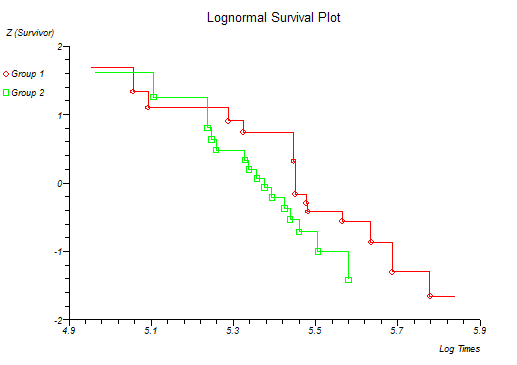 Lognormal Survival Plot
Z (Survivor)
2
Group 1
Group 2
1
0
-1
-2
4.9 5.1 5.3 5.5 5.7 5.9
Log Times